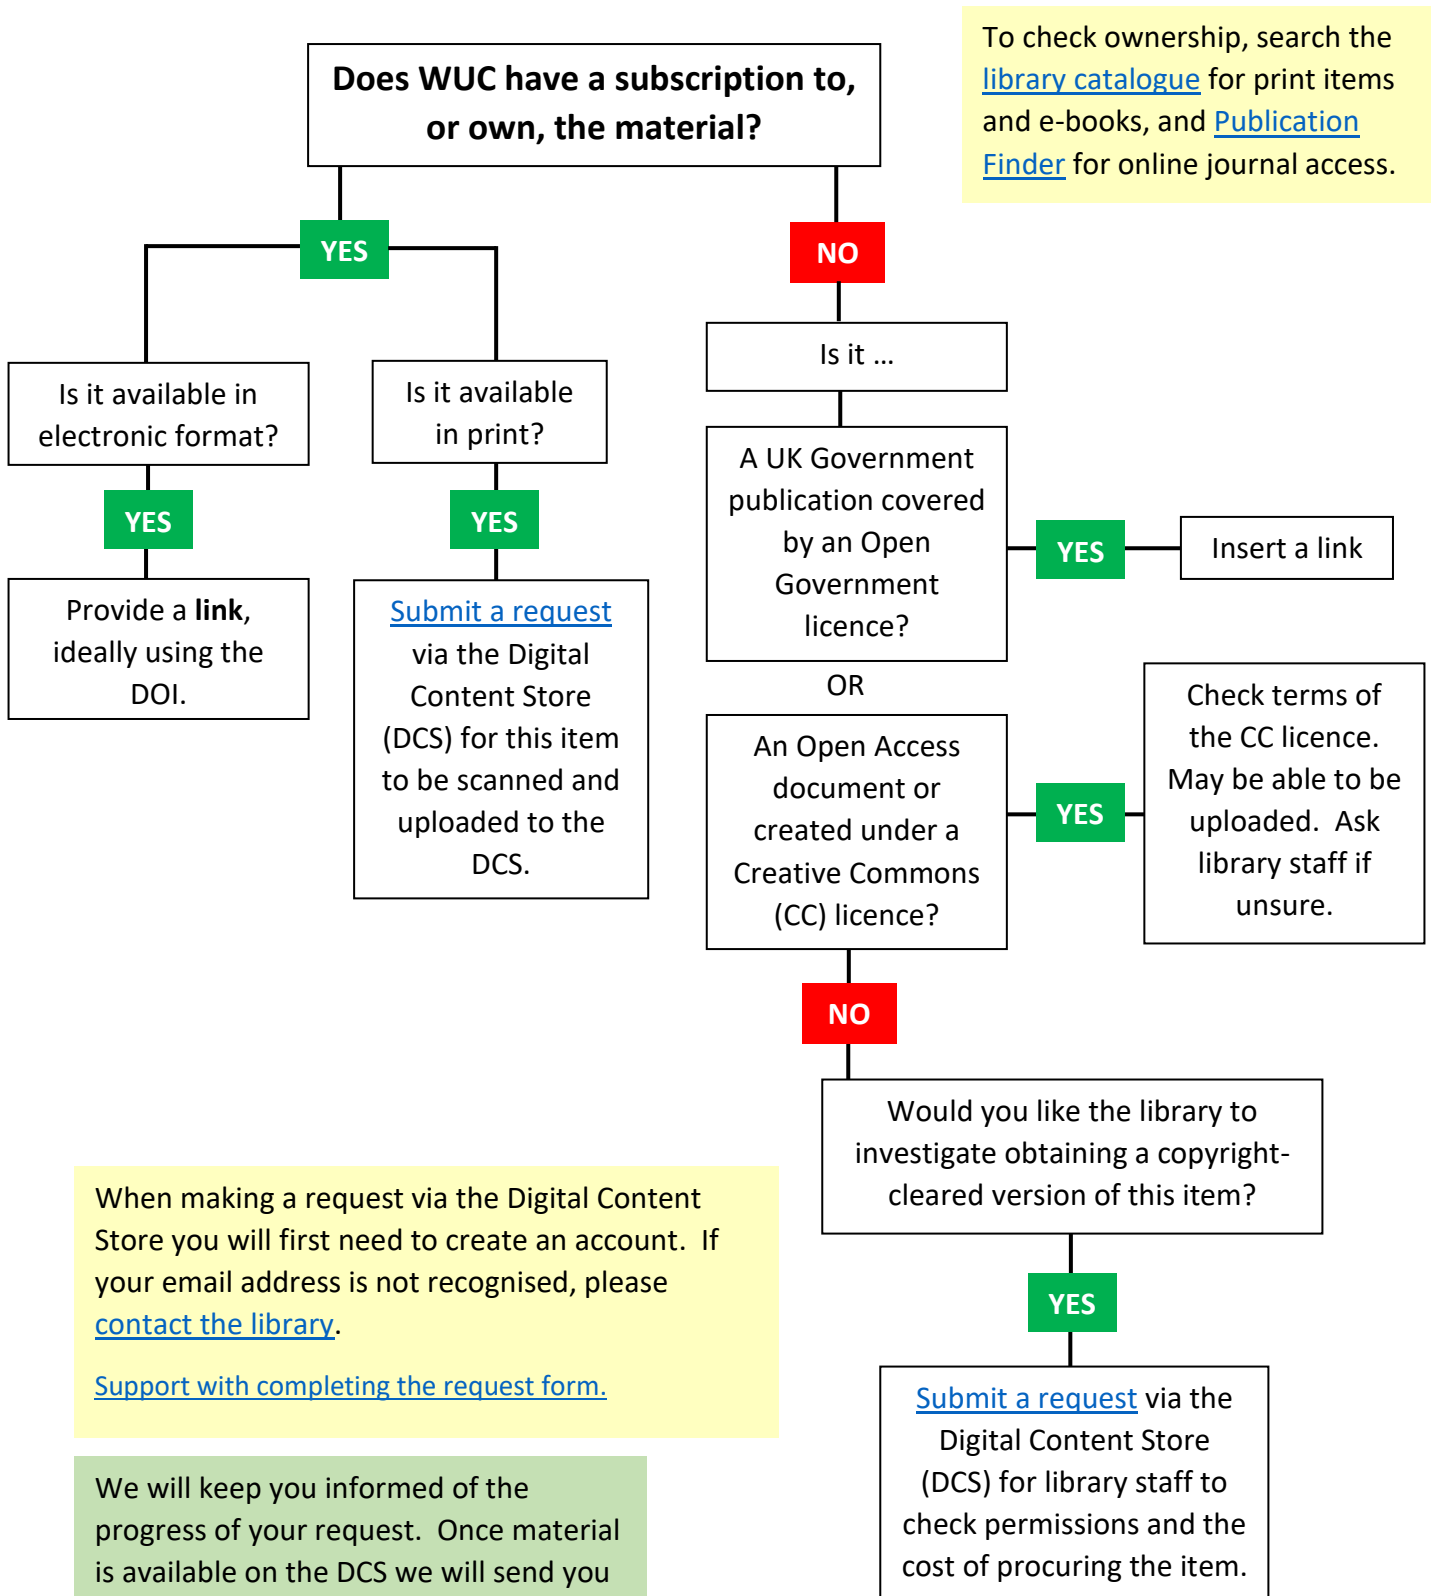 To check ownership, search the
library catalogue for print items
and e-books, and Publication
Finder for online journal access.
Does WUC have a subscription to,
or own, the material?
YES
NO
Is it available in
electronic format?
Is it available
in print?
Is it …
YES
YES
A UK Government
publication covered
by an Open
Government
licence?
YES
Insert a link
Provide a link,
ideally using the
DOI.
Submit a request
via the Digital
Content Store
(DCS) for this item
to be scanned and
uploaded to the
DCS.
OR
An Open Access
document or
created under a
Creative Commons
(CC) licence?
YES
Check terms of
the CC licence.
May be able to be
uploaded.  Ask
library staff if
unsure.
NO
Would you like the library to
investigate obtaining a copyright-
cleared version of this item?
YES
Submit a request via the
Digital Content Store
(DCS) for library staff to
check permissions and the
cost of procuring the item.
When making a request via the Digital Content
Store you will first need to create an account.  If
your email address is not recognised, please
contact the library.
Support with completing the request form.
We will keep you informed of the
progress of your request.  Once material
is available on the DCS we will send you